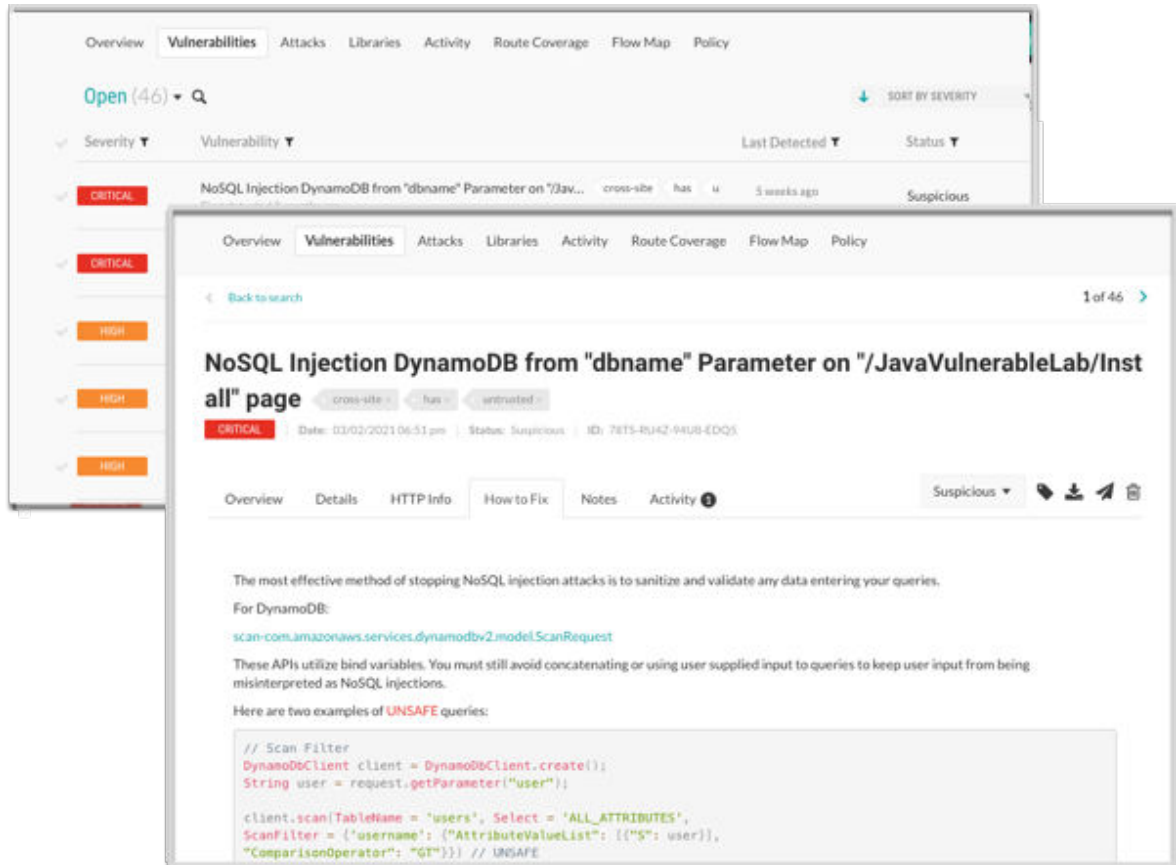 Overview Vulnerabilities Attacks Libraries Activity Route Coverage Flow Map Policy
Open (46)
SORT BY SEVERITY
Severity Vulnerability Last Detected Status
CRITICAL NoSQL Injection DynamoDB from "dbname" Parameter on "/Jav... cross-site has u 5 weeks ago Suspicious
CRITICAL
HIGH
HIGH
HIGH
Overview Vulnerabilities Attacks Libraries Activity Route Coverage Flow Map Policy
Back to search 1 of 46
NoSQL Injection DynamoDB from "dbname" Parameter on "/JavaVulnerableLab/Inst
all" page cross-site has untrusted
CRITICAL Date: 03/02/2021 06:51 pm Status: Suspicious ID:
Overview Details HTTP Info How to Fix Notes Activity Suspicious
The most effective method of stopping NoSQL injection attacks is to sanitize and validate any data entering your queries.
For DynamoDB:
scan-com.amazonaws.services.dynamodbv2.model.ScanRequest
These APIs utilize bind variables. You must still avoid concatenating or using user supplied input to queries to keep user input from being
misinterpreted as NoSQL injections.
Here are two examples of UNSAFE queries:
// Scan Filter
DynamoDbClient client = DynamoDbClient.create();
String user = request.getParameter("user");
client.scan(TableName = 'users', Select = 'ALL_ATTRIBUTES',
ScanFilter = {'username': {"AttributeValueList": [{"S": user}],
"ComparisonOperator": "GT"}}) // UNSAFE